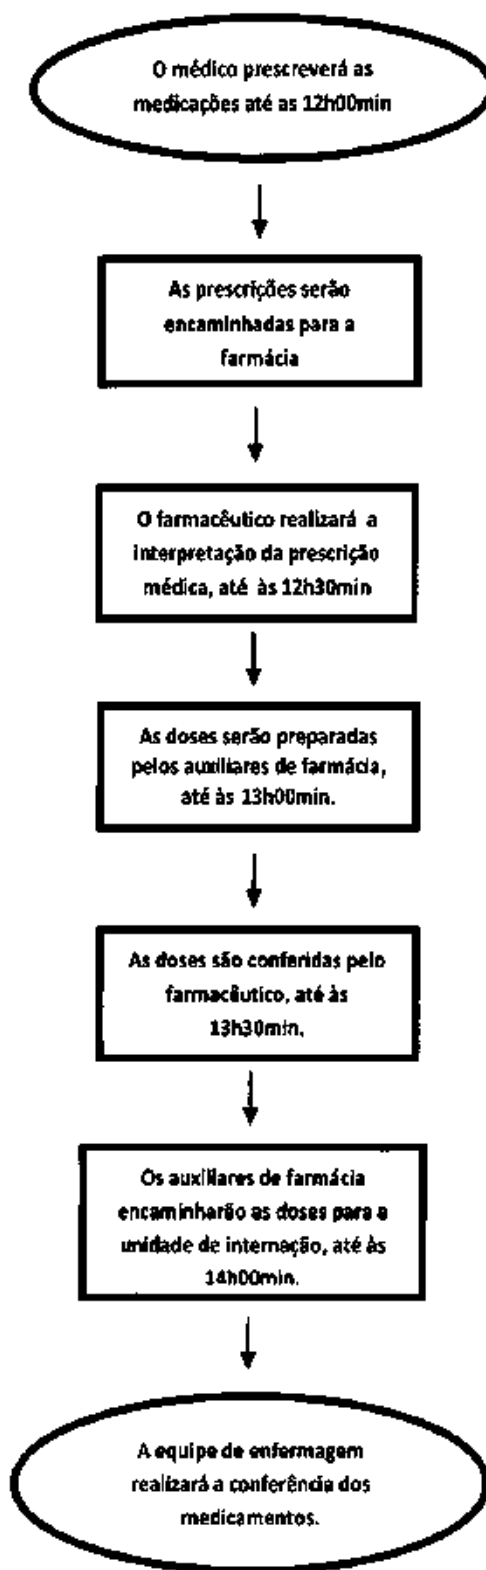 O médico prescreverá as
medicações até as 12h00min
As prescrições serão
encaminhadas para a
farmácia
O farmacêutico realizará a
interpretação da prescrição
médica, até às 12h30min
As doses serão preparadas
pelos auxiliares de farmácia,
até às 13h00min.
As doses são conferidas pelo
farmacêutico, até às
13h30min.
Os auxiliares de farmácia
encaminharão as doses para a
unidade de internação, até às
14h00min.
A equipe de enfermagem
realizará a conferência dos
medicamentos.